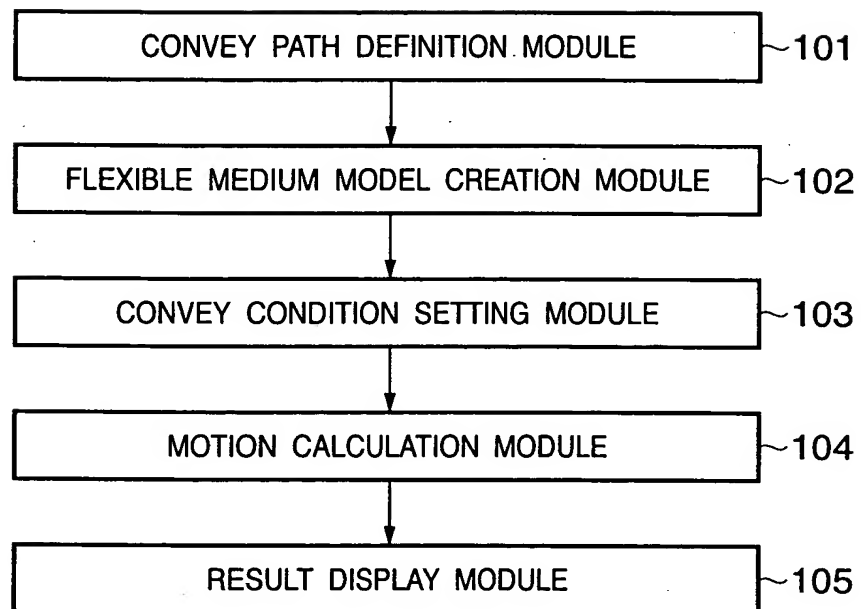 CONVEY PATH DEFINITION MODULE 101
FLEXIBLE MEDIUM MODEL CREATION MODULE 102
CONVEY CONDITION SETTING MODULE 103
MOTION CALCULATION MODULE 104
RESULT DISPLAY MODULE 105